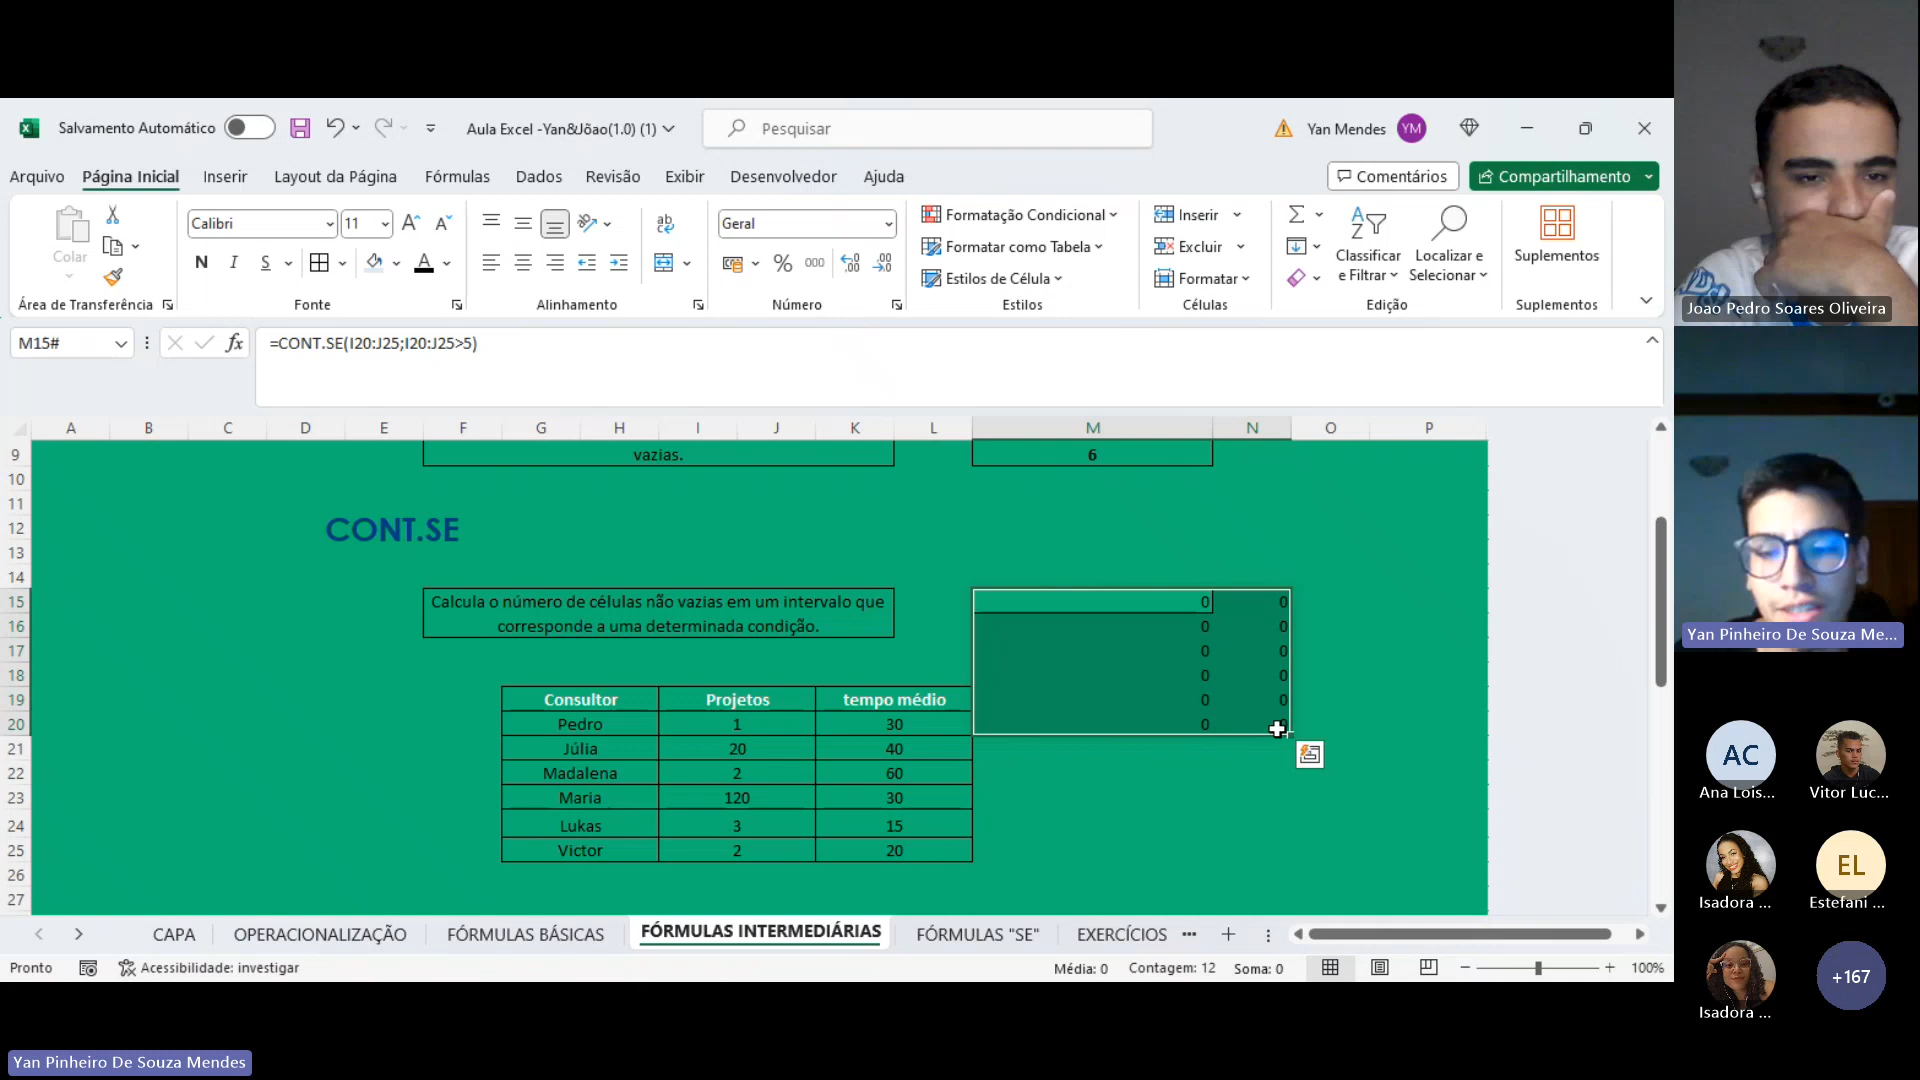 Salvamento Automático
Aula Excel -Yan&Jõao(1.0) (1)
Pesquisar
Yan Mendes
YM
Arquivo
Página Inicial
Inserir
Layout da Página
Fórmulas
Dados
Revisão
Exibir
Desenvolvedor
Ajuda
Comentários
Compartilhamento
Colar
Área de Transferência
Calibri
11
N I S
Fonte
ab
Alinhamento
Geral
% 000
Número
Formatação Condicional
Formatar como Tabela
Estilos de Célula
Estilos
Inserir
Excluir
Formatar
Células
Classificar
e Filtrar
Localizar e
Selecionar
Edição
Suplementos
Suplementos
M15#
fx
=CONT.SE(I20:J25;I20:J25>5)
A B C D E F G H I J K L M N O P
9 vazias. 6
10
11
12 CONT.SE
13
14
15 Calcula o número de células não vazias em um intervalo que 0 0
16 corresponde a uma determinada condição. 0 0
17 0 0
18 0 0
19 Consultor Projetos tempo médio 0 0
20 Pedro 1 30 0 0
21 Júlia 20 40
22 Madalena 2 60
23 Maria 120 30
24 Lukas 3 15
25 Victor 2 20
26
27
CAPA
OPERACIONALIZAÇÃO
FÓRMULAS BÁSICAS
FÓRMULAS INTERMEDIÁRIAS
FÓRMULAS "SE"
EXERCÍCIOS
Pronto
Acessibilidade: investigar
Média: 0
Contagem: 12
Soma: 0
100%
Joao Pedro Soares Oliveira
Yan Pinheiro De Souza Me...
AC
Ana Lois...
Vitor Luc...
Isadora ...
EL
Estefani ...
Isadora ...
+167
Yan Pinheiro De Souza Mendes